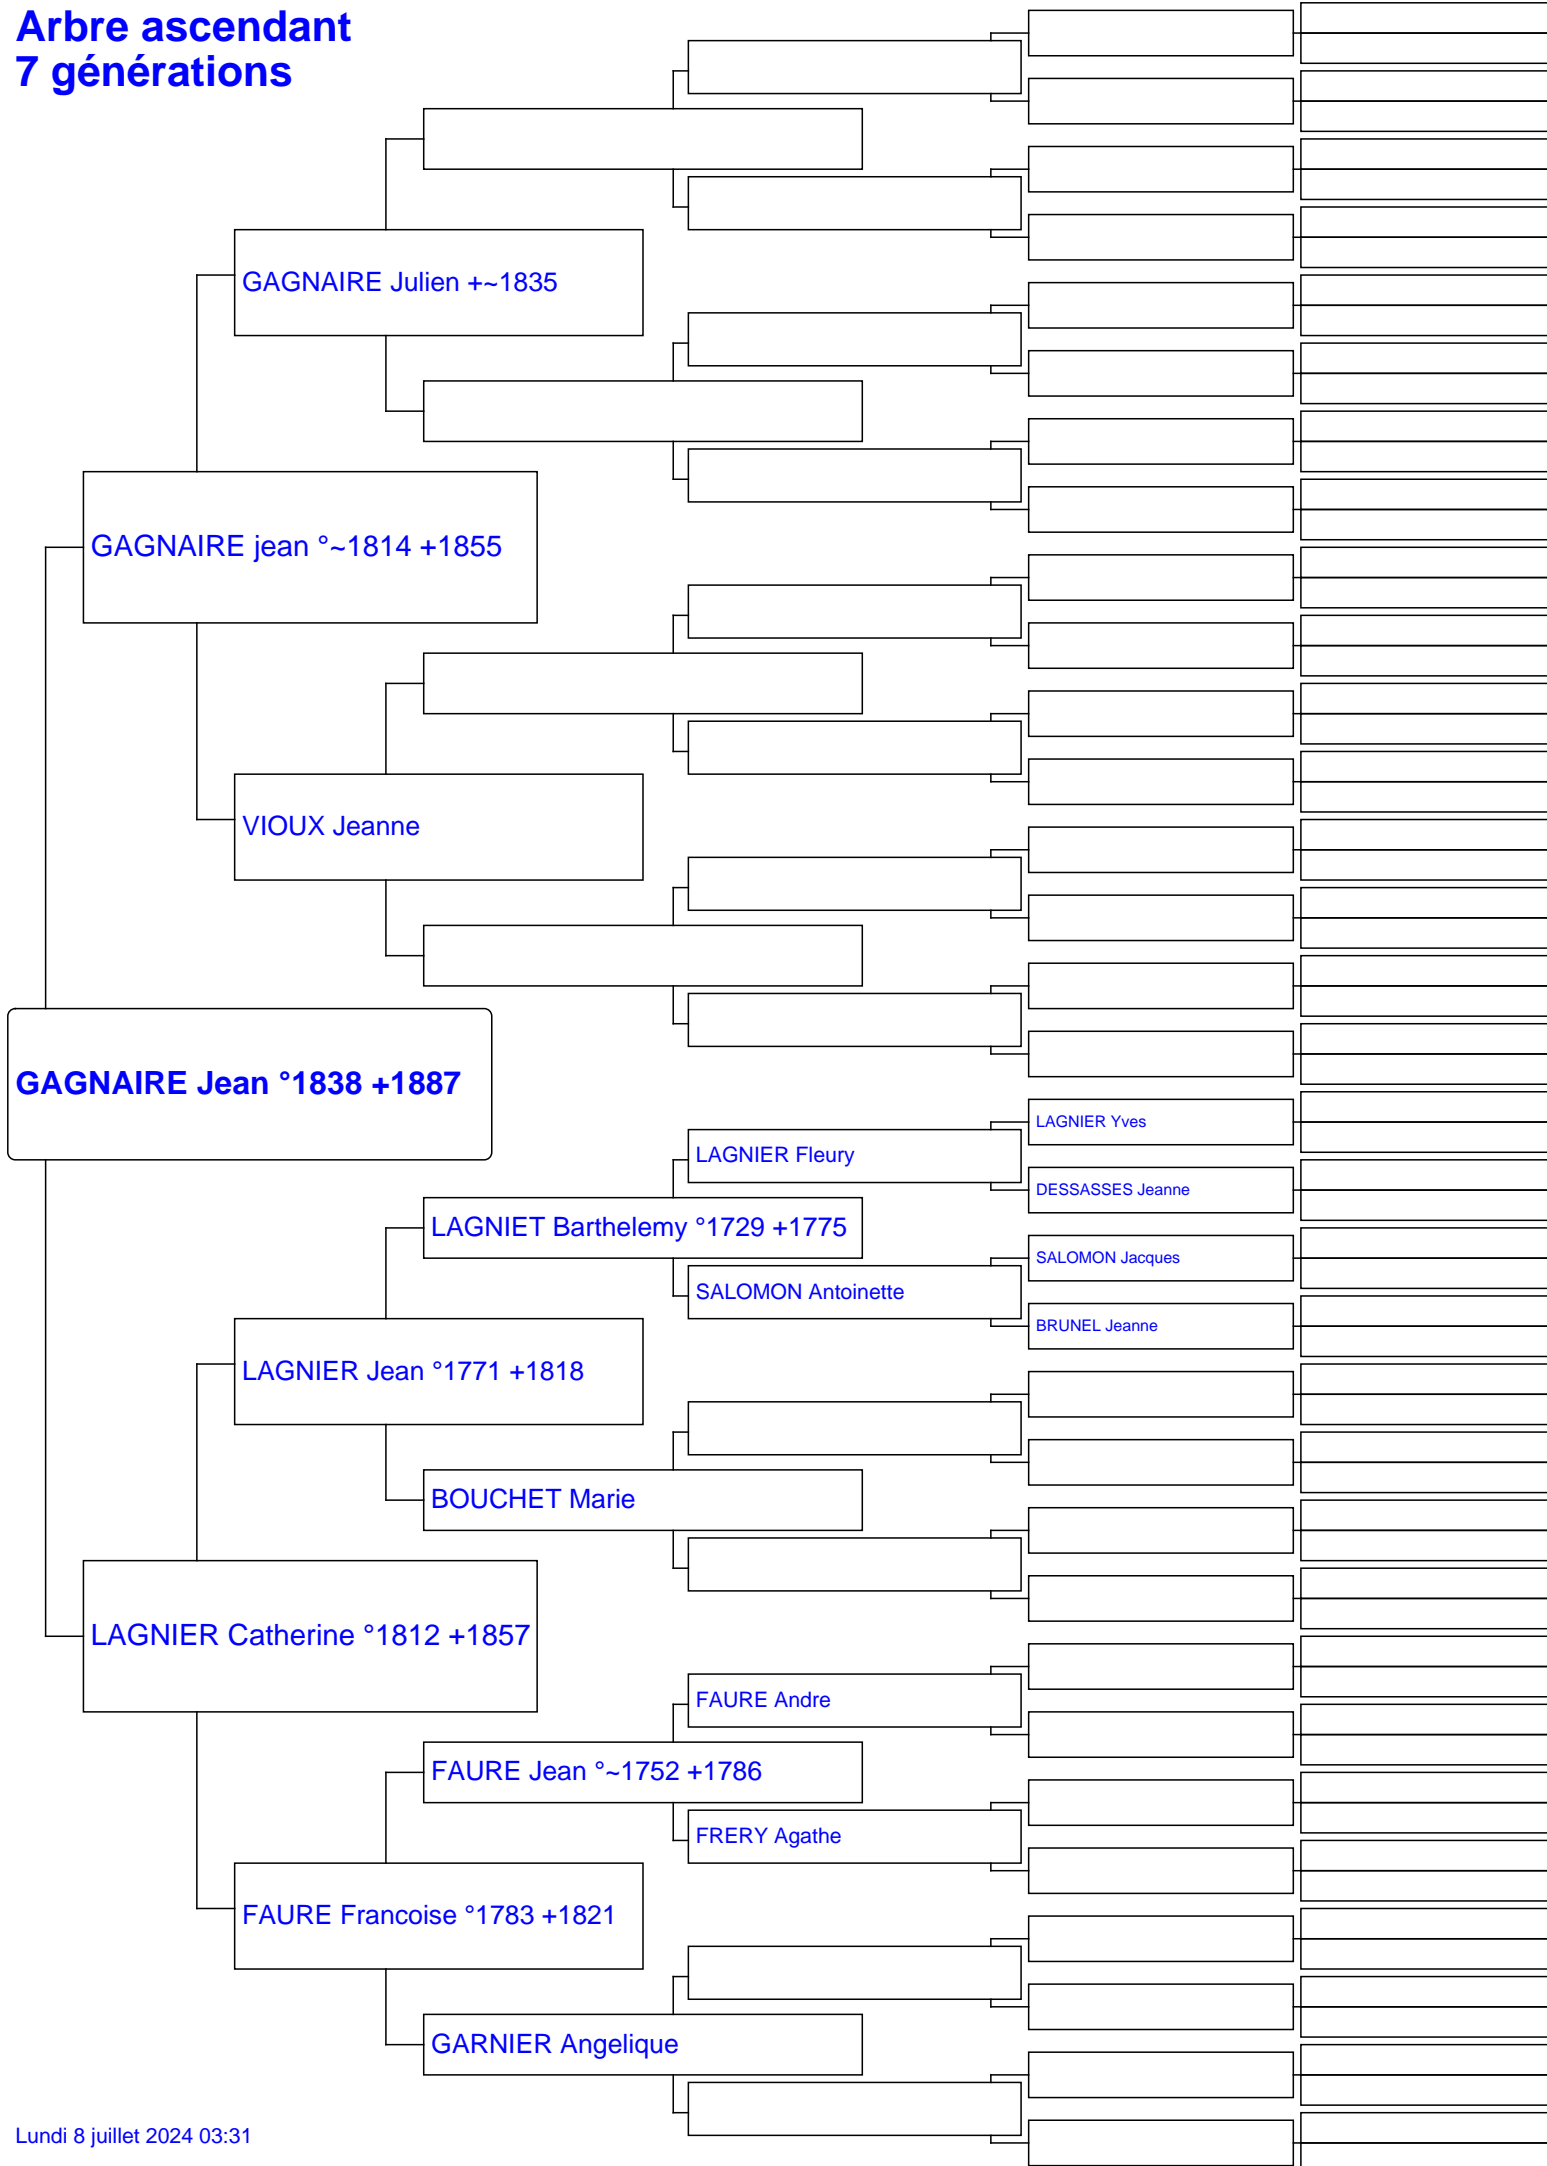 Arbre ascendant
7 générations
GAGNAIRE Julien +~1835
GAGNAIRE jean °~1814 +1855
VIOUX Jeanne
GAGNAIRE Jean °1838 +1887
LAGNIER Yves
LAGNIER Fleury
DESSASSES Jeanne
LAGNIET Barthelemy °1729 +1775
SALOMON Jacques
SALOMON Antoinette
BRUNEL Jeanne
LAGNIER Jean °1771 +1818
BOUCHET Marie
LAGNIER Catherine °1812 +1857
FAURE Andre
FAURE Jean °~1752 +1786
FRERY Agathe
FAURE Francoise °1783 +1821
GARNIER Angelique
Lundi 8 juillet 2024 03:31